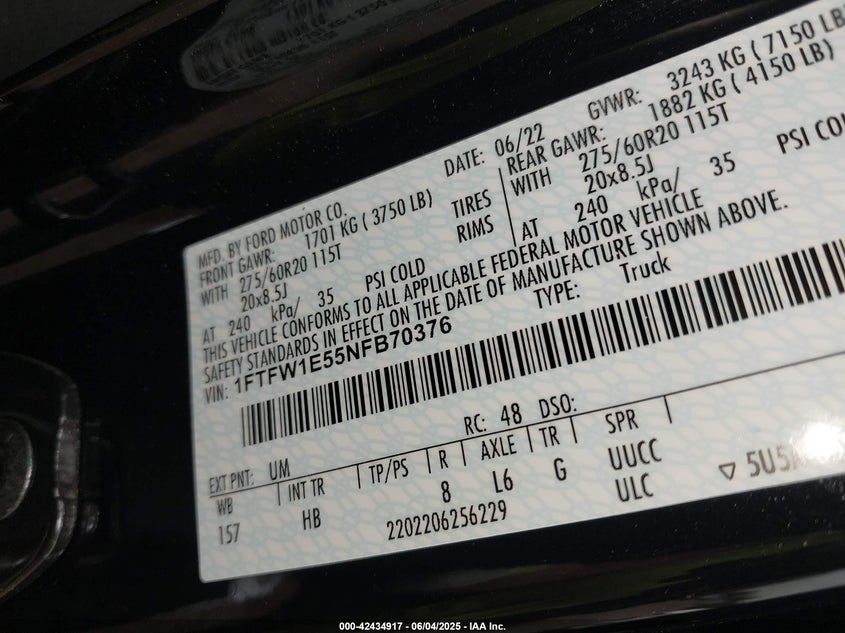 MFD. BY FORD MOTOR CO.
DATE: 06/22
GVWR: 3243 KG ( 7150 LB
FRONT GAWR: 1701 KG ( 3750 LB)
REAR GAWR: 1882 KG ( 4150 LB)
WITH 275/60R20 115T TIRES WITH 275/60R20 115T
20x8.5J RIMS 20x8.5J
AT 240 kPa/ 35 PSI COLD AT 240 kPa/ 35 PSI COL
THIS VEHICLE CONFORMS TO ALL APPLICABLE FEDERAL MOTOR VEHICLE
SAFETY STANDARDS IN EFFECT ON THE DATE OF MANUFACTURE SHOWN ABOVE.
VIN: 1FTFW1E55NFB70376
TYPE: Truck
RC: 48 DSO:
EXT PNT: UM
WB INT TR TP/PS R AXLE TR SPR
157 HB 8 L6 G UUCC
ULC
2202206256229
5U5
000-42434917 - 06/04/2025 - IAA Inc.